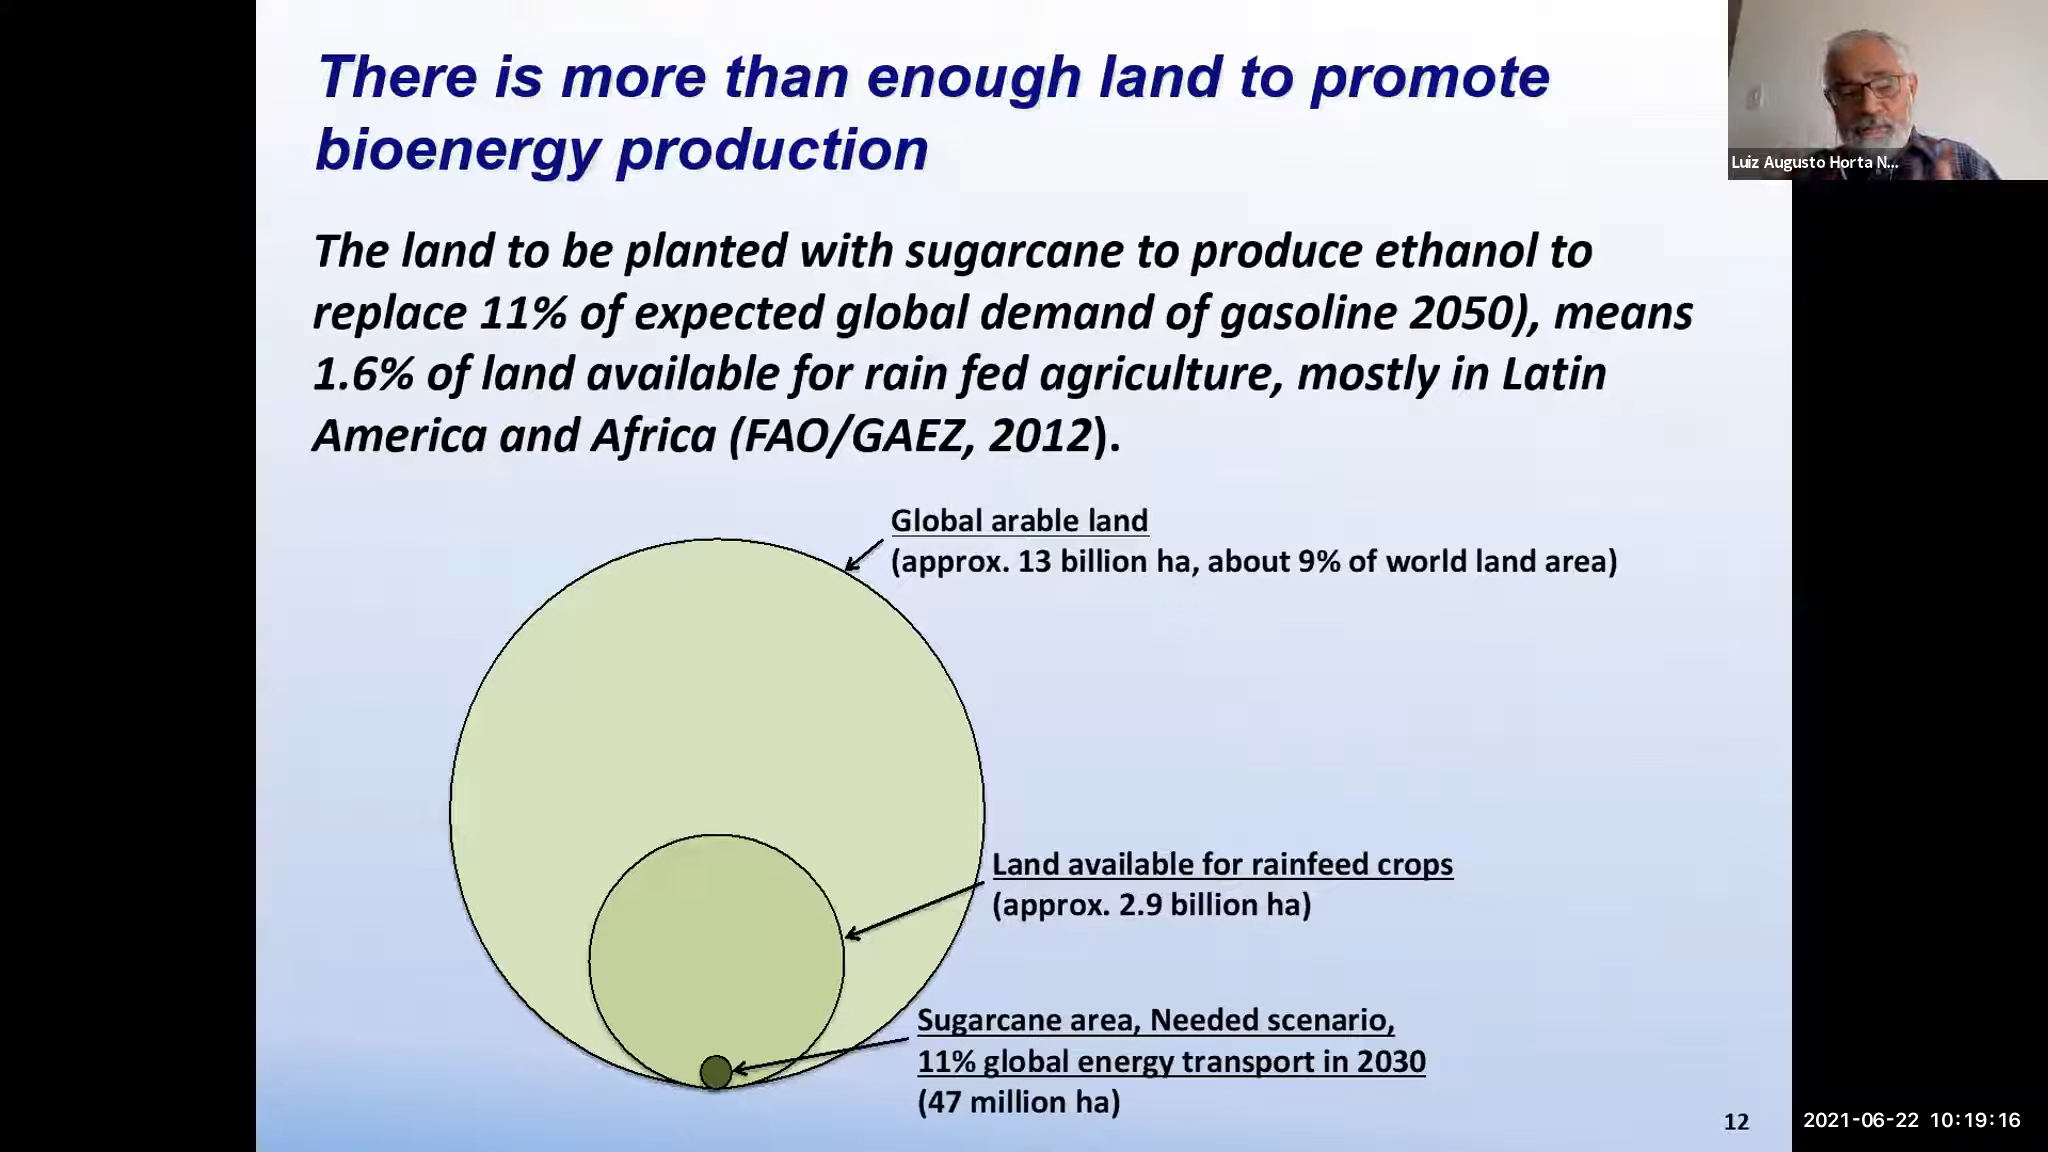 There is more than enough land to promote
bioenergy production
Luiz Augusto Horta N...
The land to be planted with sugarcane to produce ethanol to
replace 11% of expected global demand of gasoline 2050), means
1.6% of land available for rain fed agriculture, mostly in Latin
America and Africa (FAO/GAEZ, 2012).
Global arable land
(approx. 13 billion ha, about 9% of world land area)
Land available for rainfeed crops
(approx. 2.9 billion ha)
Sugarcane area, Needed scenario,
11% global energy transport in 2030
(47 million ha)
12
2021-06-22 10:19:16